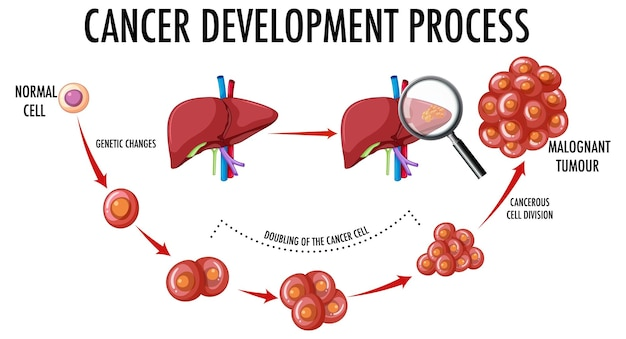 CANCER DEVELOPMENT PROCESS
NORMAL
CELL
GENETIC CHANGES
DOUBLING OF THE CANCER CELL
MALOGNANT
TUMOUR
CANCEROUS
CELL DIVISION